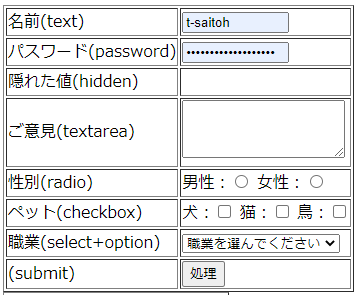 名前(text) t-saitoh
パスワード(password) ••••••••••••••••••
隠れた値(hidden)
ご意見(textarea)
性別(radio) 男性： 女性：
ペット(checkbox) 犬： 猫： 鳥：
職業(select+option) 職業を選んでください
(submit) 処理